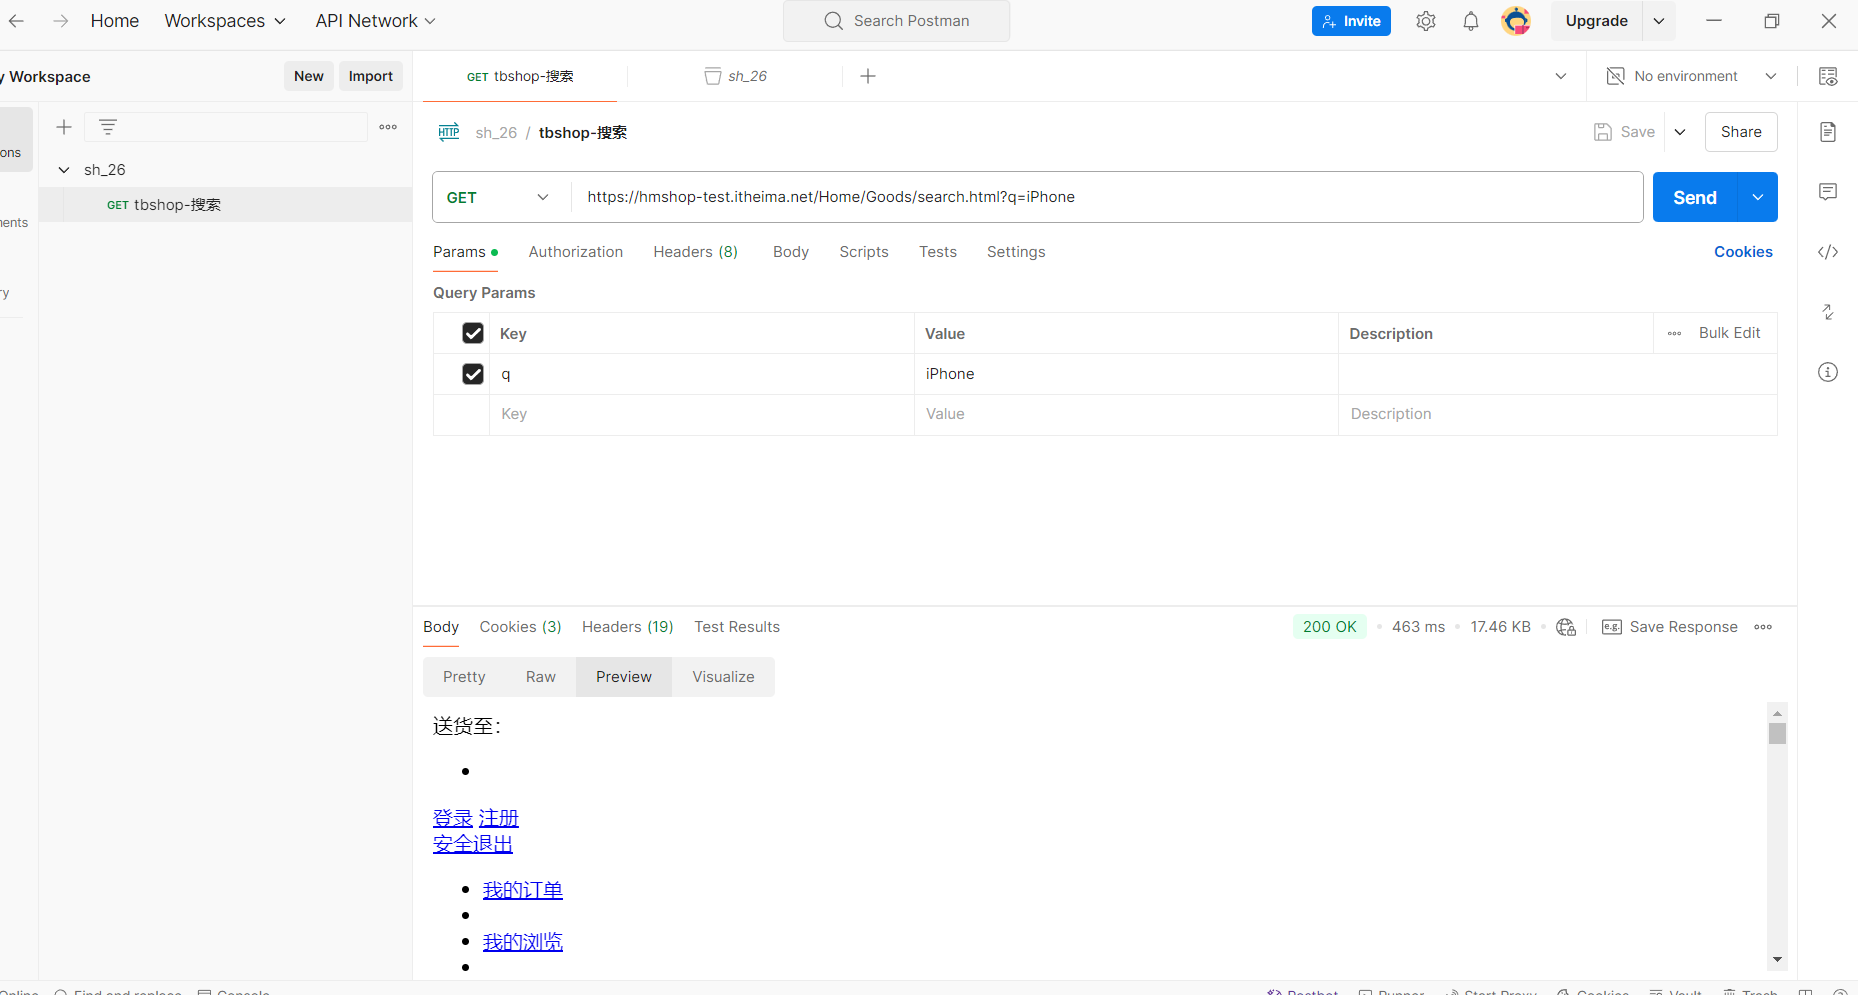 Home Workspaces API Network Search Postman Invite Upgrade
y Workspace New Import GET tbshop-搜索 sh_26 No environment
ons
sh_26 / tbshop-搜索 Save Share
sh_26
GET tbshop-搜索
GET https://hmshop-test.itheima.net/Home/Goods/search.html?q=iPhone Send
ents
ry
Params Authorization Headers (8) Body Scripts Tests Settings Cookies
Query Params
Key Value Description Bulk Edit
q iPhone
Key Value Description
Body Cookies (3) Headers (19) Test Results 200 OK 463 ms 17.46 KB e.g. Save Response
Pretty Raw Preview Visualize
送货至:
登录 注册
安全退出
我的订单
我的浏览
Online Find and replace Console Postbot Runner Start Proxy Cookies Vault Trash